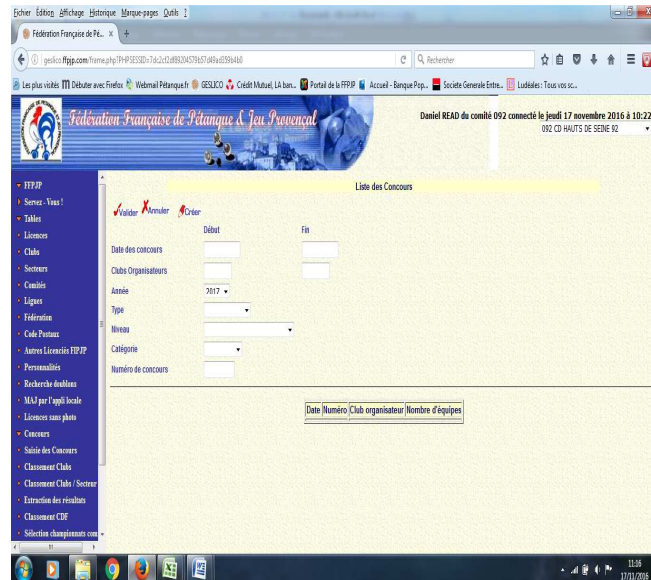 Fichier Édition Affichage Historique Marque-pages Outils ?
Fédération Française de Pé... × +
geslico.ffpjp.com/frame.php?PHPSESSID=
Rechercher
Les plus visités Débuter avec Firefox Webmail Pétanque.fr GESLICO Crédit Mutuel, LA ban... Portail de la FFPJP Accueil - Banque Pop... Societe Generale Entre... Ludéales : Tous vos sc...
Fédération Française de Pétanque & Jeu Provençal
Daniel READ du comité 092 connecté le jeudi 17 novembre 2016 à 10:22
092 CD HAUTS DE SEINE 92
FFPJP
Servez - Vous !
Tables
Licences
Clubs
Secteurs
Comités
Ligues
Fédération
Code Postaux
Autres Licenciés FIPJP
Personnalités
Recherche doublons
MAJ par l'appli locale
Licences sans photo
Concours
Saisie des Concours
Classement Clubs
Classement Clubs / Secteur
Extraction des résultats
Classement CDF
Sélection championnats com
Liste des Concours
Valider Annuler Créer
Début Fin
Date des concours
Clubs Organisateurs
Année 2017
Type
Niveau
Catégorie
Numéro de concours
Date Numéro Club organisateur Nombre d'équipes
11:16
17/11/2016